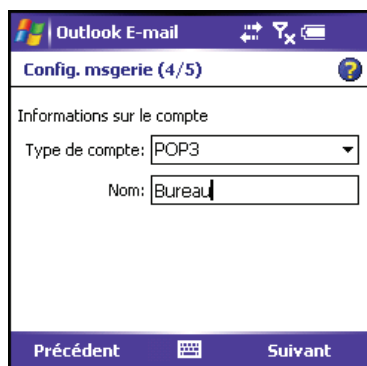 Outlook E-mail
Config. msgerie (4/5)
Informations sur le compte
Type de compte: POP3
Nom: Bureau
Précédent Suivant